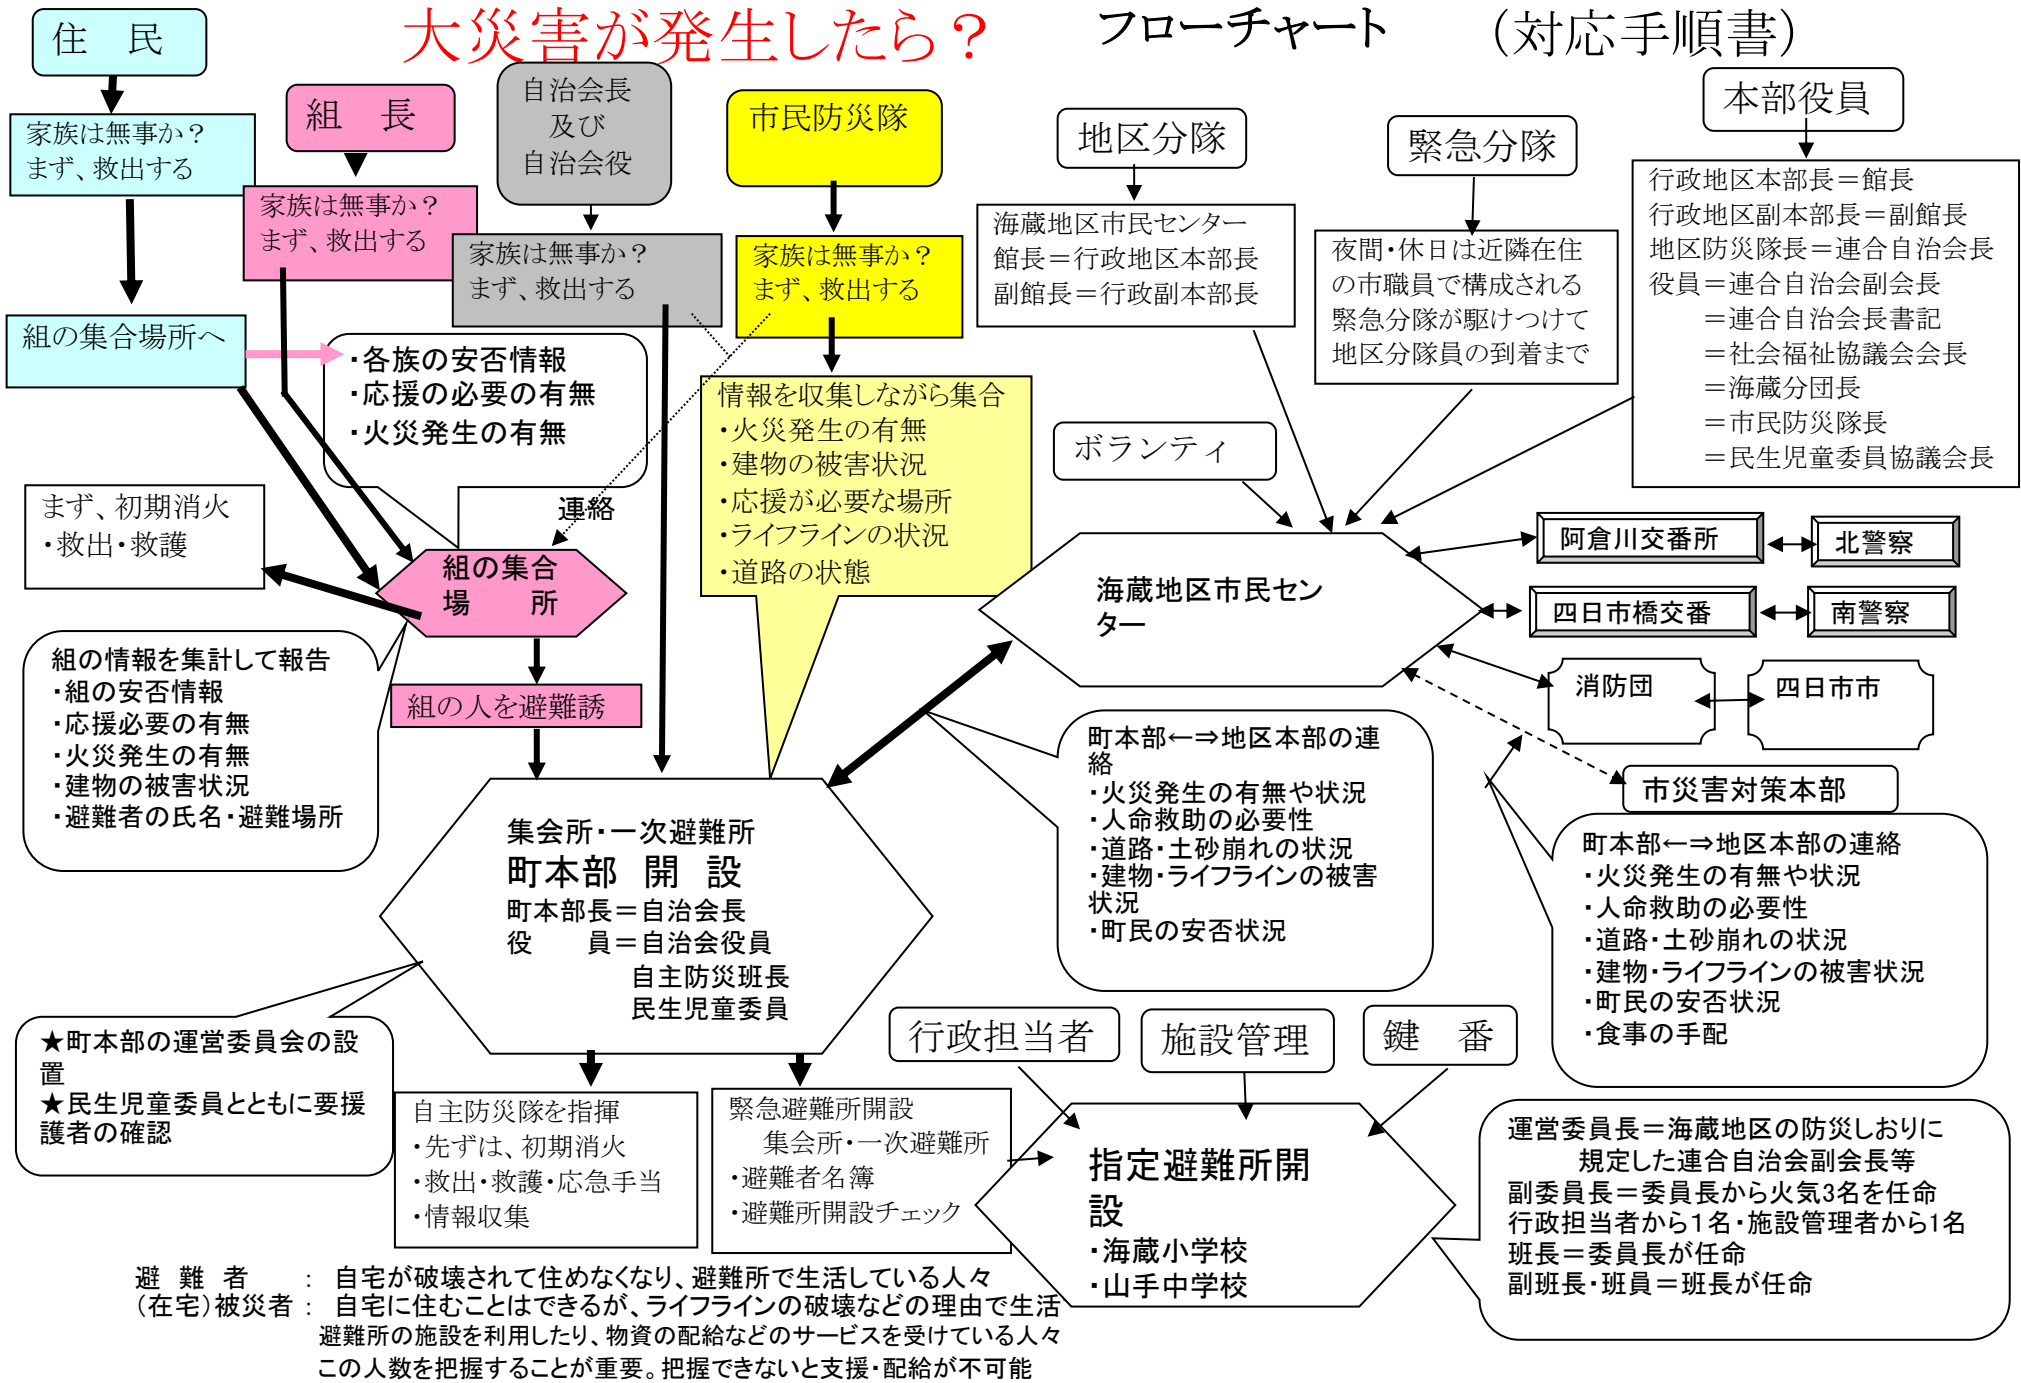 大災害が発生したら？　フローチャート　（対応手順書）
住　民
家族は無事か？
まず、救出する
組の集合場所へ
組　長
家族は無事か？
まず、救出する
自治会長
及び
自治会役
家族は無事か？
まず、救出する
市民防災隊
家族は無事か？
まず、救出する
地区分隊
海蔵地区市民センター
館長＝行政地区本部長
副館長＝行政副本部長
緊急分隊
夜間・休日は近隣在住
の市職員で構成される
緊急分隊が駆けつけて
地区分隊員の到着まで
本部役員
行政地区本部長＝館長
行政地区副本部長＝副館長
地区防災隊長＝連合自治会長
役員＝連合自治会副会長
＝連合自治会長書記
＝社会福祉協議会会長
＝海蔵分団長
＝市民防災隊長
＝民生児童委員協議会長
・各族の安否情報
・応援の必要の有無
・火災発生の有無
情報を収集しながら集合
・火災発生の有無
・建物の被害状況
・応援が必要な場所
・ライフラインの状況
・道路の状態
ボランティ
まず、初期消火
・救出・救護
連絡
組の集合
場　　所
海蔵地区市民セン
ター
阿倉川交番所
北警察
四日市橋交番
南警察
消防団
四日市市
市災害対策本部
組の情報を集計して報告
・組の安否情報
・応援必要の有無
・火災発生の有無
・建物の被害状況
・避難者の氏名・避難場所
組の人を避難誘
町本部←⇒地区本部の連
絡
・火災発生の有無や状況
・人命救助の必要性
・道路・土砂崩れの状況
・建物・ライフラインの被害
状況
・町民の安否状況
町本部←⇒地区本部の連絡
・火災発生の有無や状況
・人命救助の必要性
・道路・土砂崩れの状況
・建物・ライフラインの被害状況
・町民の安否状況
・食事の手配
集会所・一次避難所
町本部　開　設
町本部長＝自治会長
役　　員＝自治会役員
自主防災班長
民生児童委員
★町本部の運営委員会の設
置
★民生児童委員とともに要援
護者の確認
自主防災隊を指揮
・先ずは、初期消火
・救出・救護・応急手当
・情報収集
緊急避難所開設
集会所・一次避難所
・避難者名簿
・避難所開設チェック
行政担当者
施設管理
鍵　番
指定避難所開
設
・海蔵小学校
・山手中学校
運営委員長＝海蔵地区の防災しおりに
規定した連合自治会副会長等
副委員長＝委員長から火気3名を任命
行政担当者から１名・施設管理者から1名
班長＝委員長が任命
副班長・班員＝班長が任命
避　難　者　　：　自宅が破壊されて住めなくなり、避難所で生活している人々
（在宅）被災者：　自宅に住むことはできるが、ライフラインの破壊などの理由で生活
避難所の施設を利用したり、物資の配給などのサービスを受けている人々
この人数を把握することが重要。把握できないと支援・配給が不可能